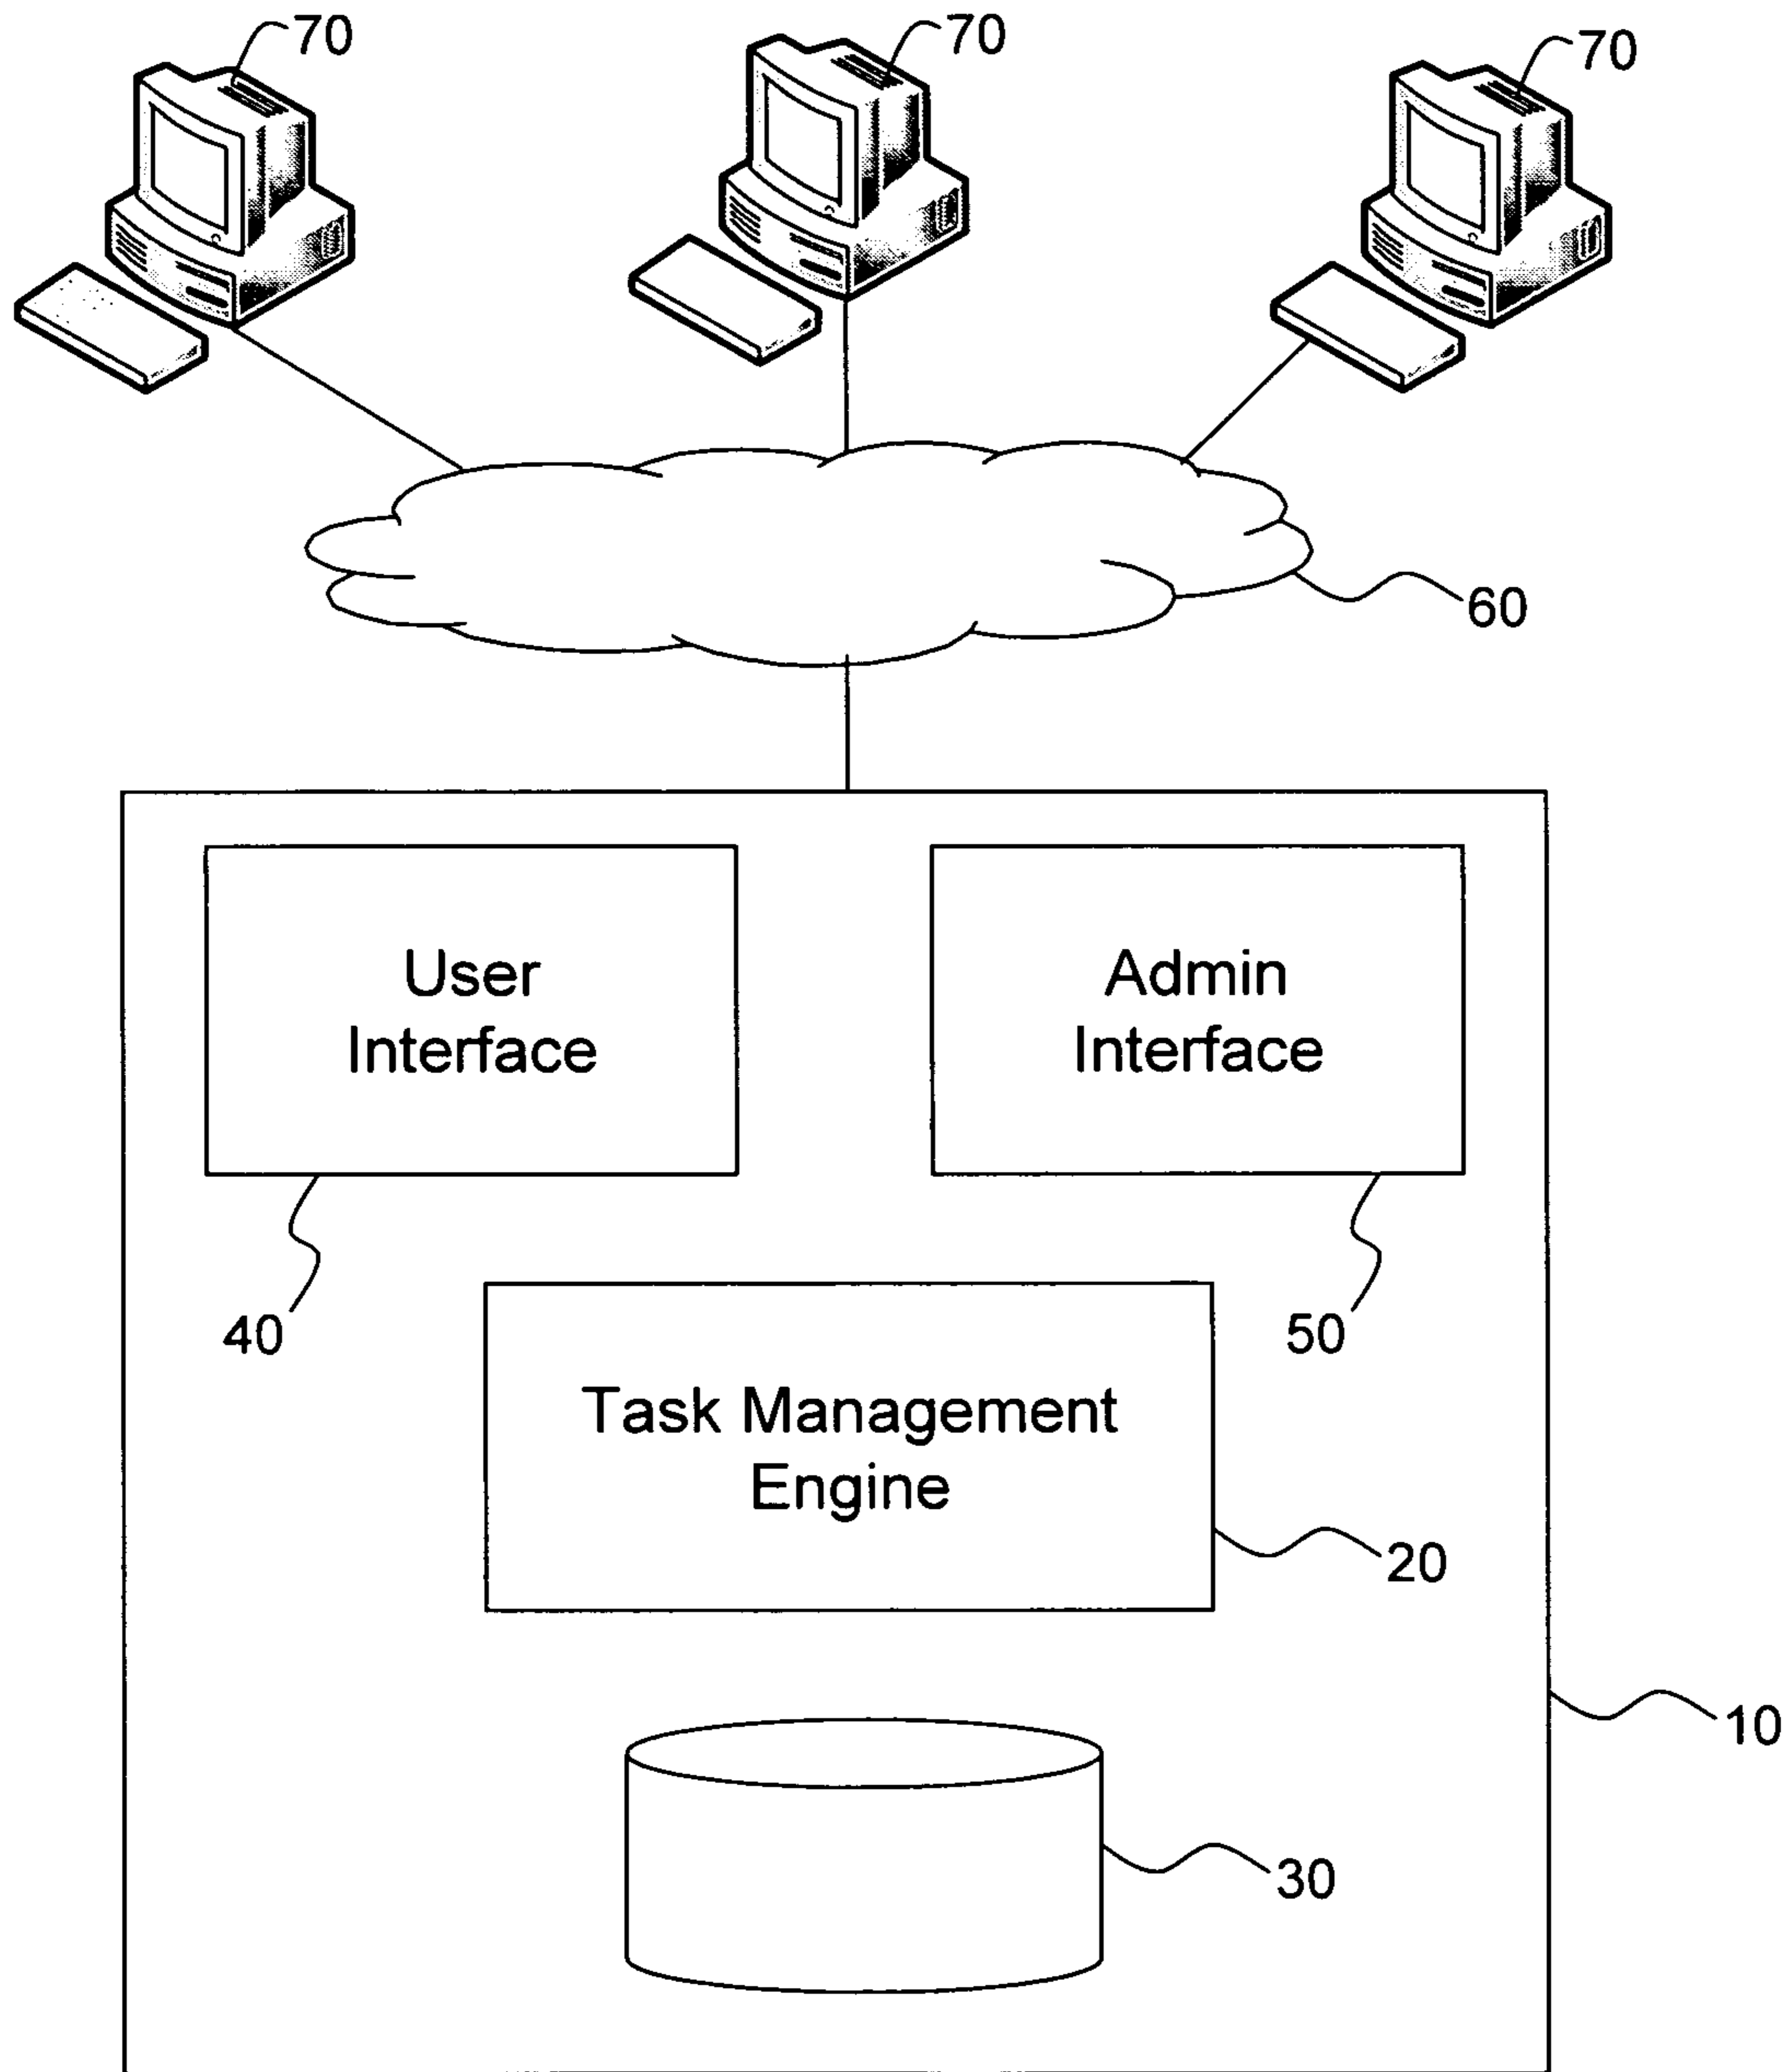 70
70
70
60
User
Interface
Admin
Interface
40
50
Task Management
Engine
20
10
30